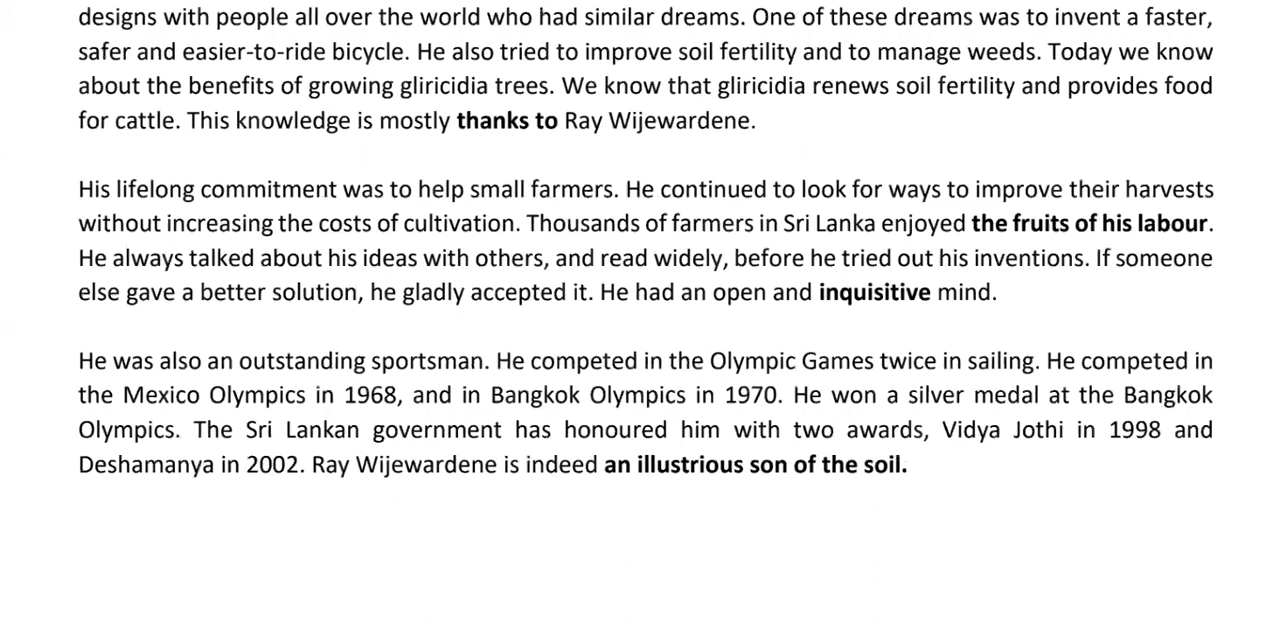 designs with people all over the world who had similar dreams. One of these dreams was to invent a faster,
safer and easier-to-ride bicycle. He also tried to improve soil fertility and to manage weeds. Today we know
about the benefits of growing gliricidia trees. We know that gliricidia renews soil fertility and provides food
for cattle. This knowledge is mostly thanks to Ray Wijewardene.
His lifelong commitment was to help small farmers. He continued to look for ways to improve their harvests
without increasing the costs of cultivation. Thousands of farmers in Sri Lanka enjoyed the fruits of his labour.
He always talked about his ideas with others, and read widely, before he tried out his inventions. If someone
else gave a better solution, he gladly accepted it. He had an open and inquisitive mind.
He was also an outstanding sportsman. He competed in the Olympic Games twice in sailing. He competed in
the Mexico Olympics in 1968, and in Bangkok Olympics in 1970. He won a silver medal at the Bangkok
Olympics. The Sri Lankan government has honoured him with two awards, Vidya Jothi in 1998 and
Deshamanya in 2002. Ray Wijewardene is indeed an illustrious son of the soil.